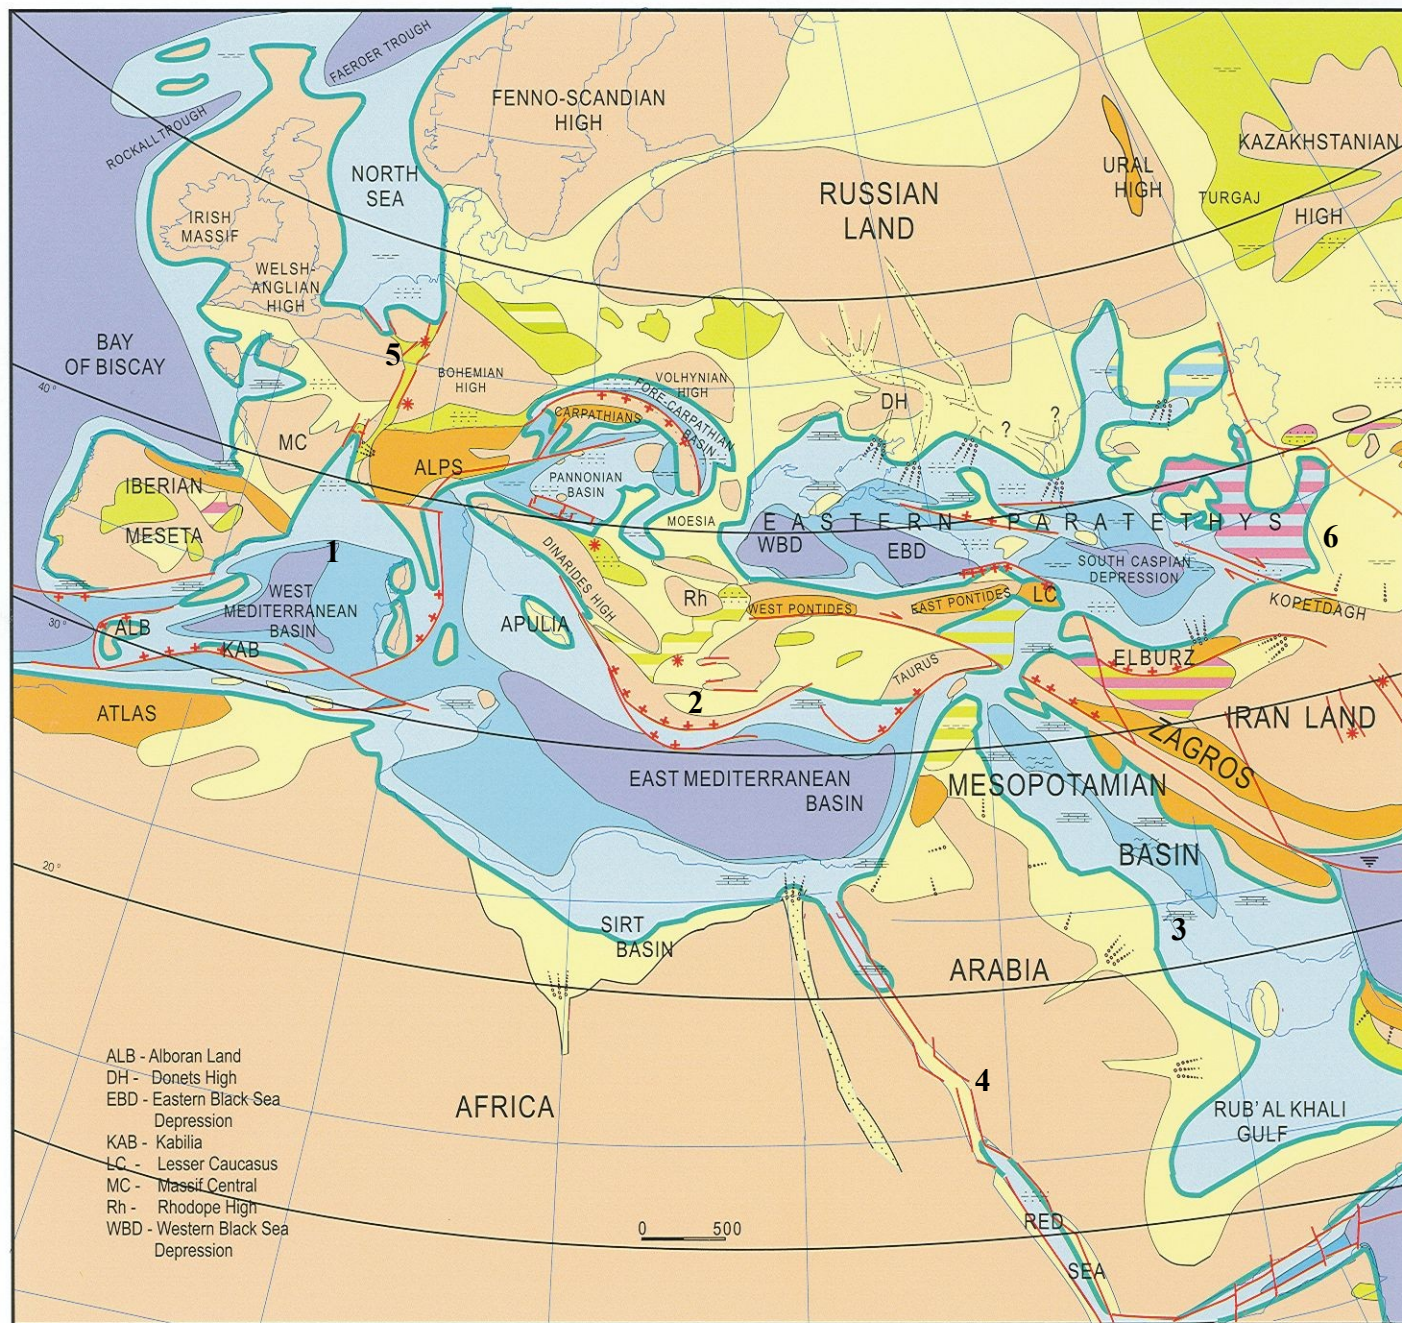 FAEROER TROUGH
ROCKALL TROUGH
FENNO-SCANDIAN
HIGH
NORTH
SEA
IRISH
MASSIF
WELSH-
ANGLIAN
HIGH
RUSSIAN
LAND
URAL
HIGH
KAZAKHSTANIAN
HIGH
TURGAJ
BAY
OF BISCAY
40°
5
BOHEMIAN
HIGH
VOLHYNIAN
HIGH
FORE-CARPATHIAN
BASIN
CARPATHIANS
DH
?
?
MC
ALPS
PANNONIAN
BASIN
MOESIA
IBERIAN
MESETA
EASTERN PARATETHYS
WBD
EBD
SOUTH CASPIAN
DEPRESSION
6
1
WEST
MEDITERRANEAN
BASIN
DINARIDES HIGH
Rh
WEST PONTIDES
EAST PONTIDES
LC
KOPETDAGH
30°
ALB
KAB
APULIA
TAURUS
ELBURZ
2
ATLAS
IRAN LAND
ZAGROS
EAST MEDITERRANEAN
BASIN
MESOPOTAMIAN
BASIN
20°
SIRT
BASIN
3
ARABIA
4
AFRICA
RUB' AL KHALI
GULF
RED
SEA
ALB - Alboran Land
DH - Donets High
EBD - Eastern Black Sea
Depression
KAB - Kabilia
LC - Lesser Caucasus
MC - Massif Central
Rh - Rhodope High
WBD - Western Black Sea
Depression
0 500